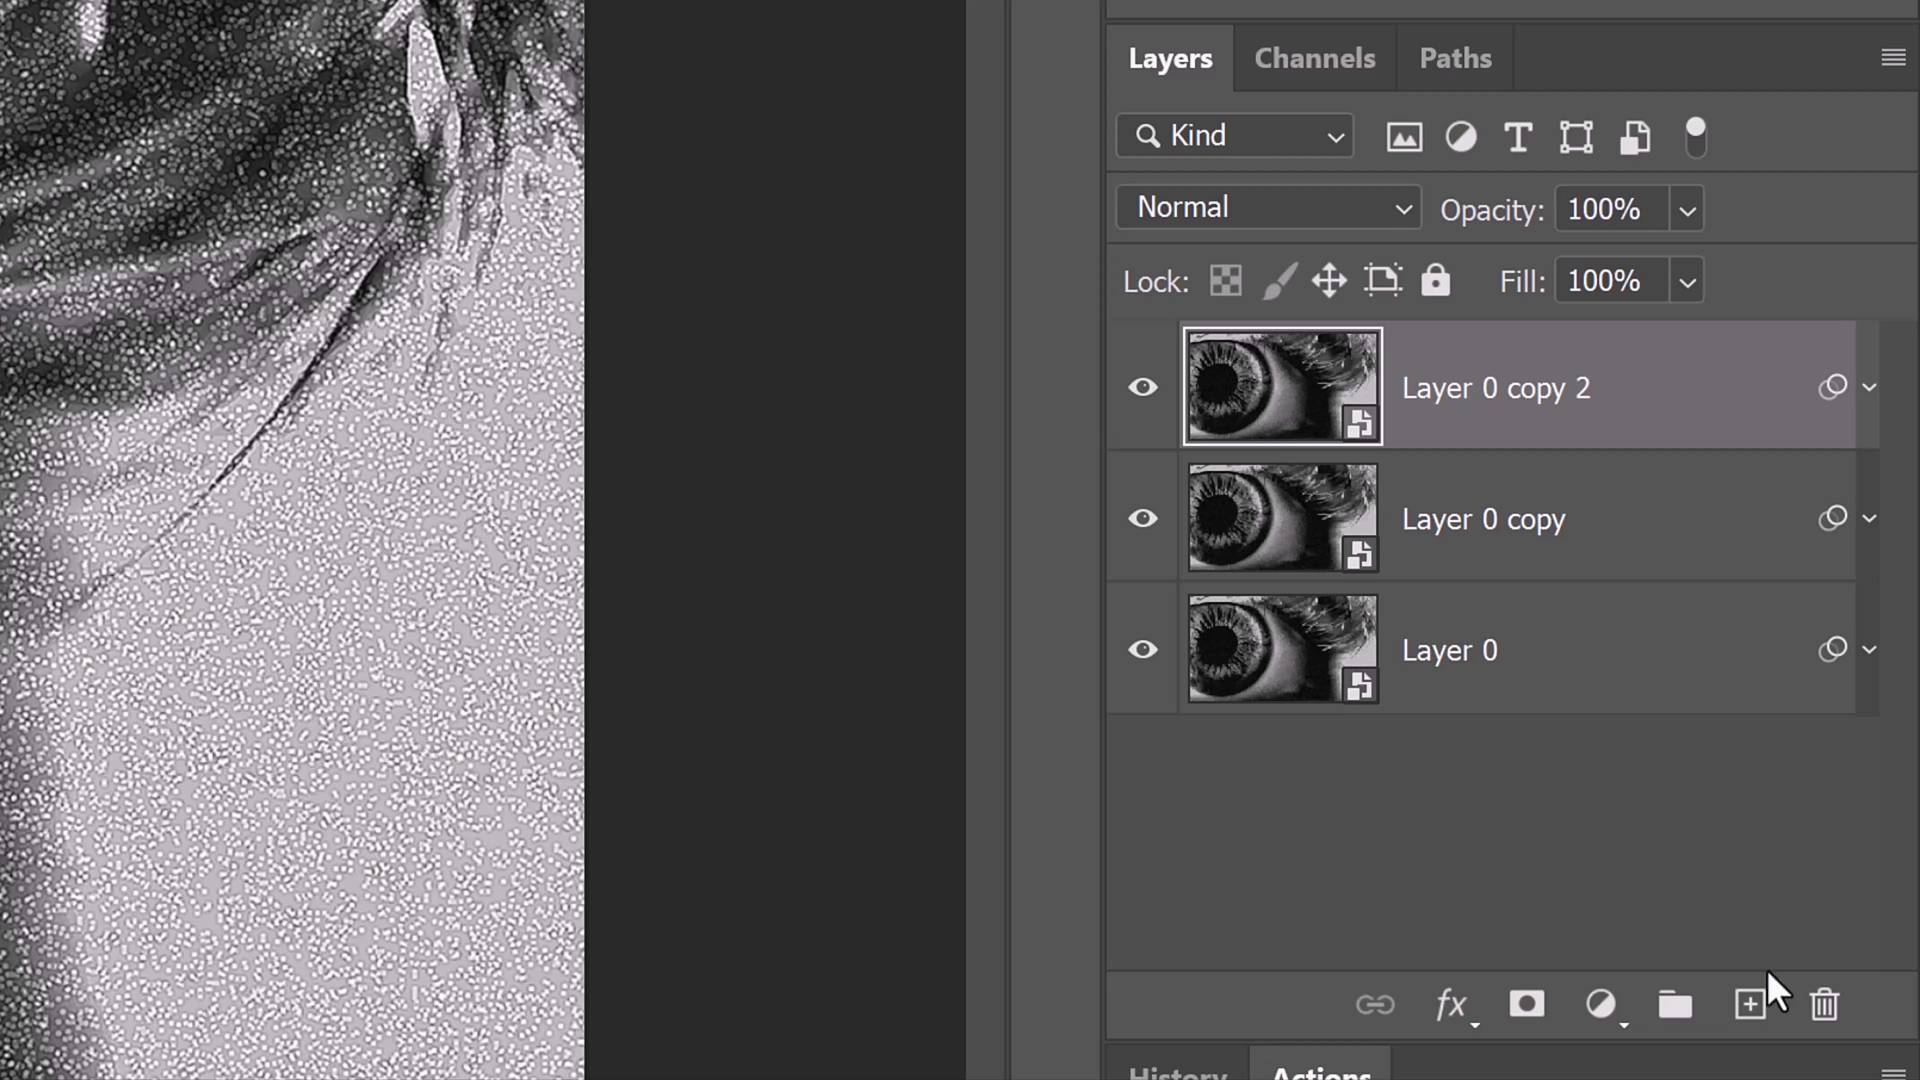 Layers Channels Paths
Kind
Normal Opacity: 100%
Lock: Fill: 100%
Layer 0 copy 2
Layer 0 copy
Layer 0
fx
History Actions